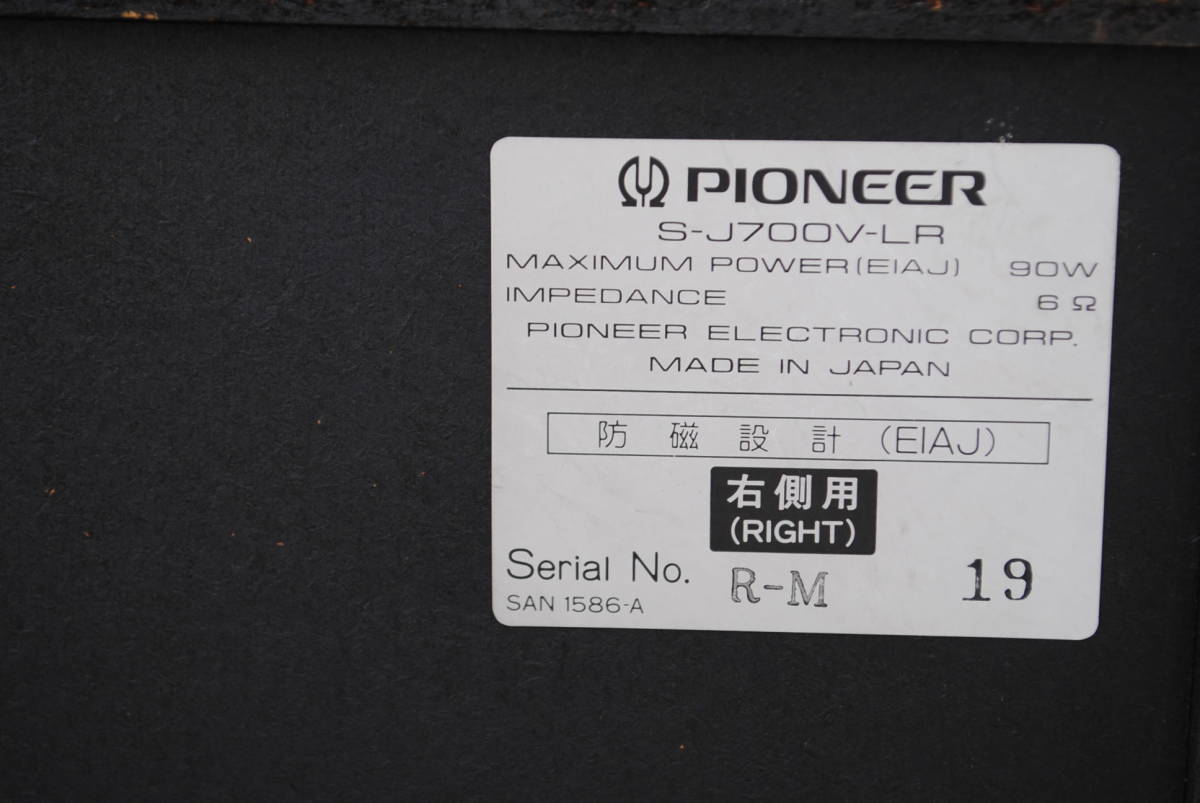 PIONEER
S-J700V-LR
MAXIMUM POWER(EIAJ) 90W
IMPEDANCE 6 Ω
PIONEER ELECTRONIC CORP.
MADE IN JAPAN
防磁設計 (EIAJ)
右側用
(RIGHT)
Serial No. R-M 19
SAN 1586-A